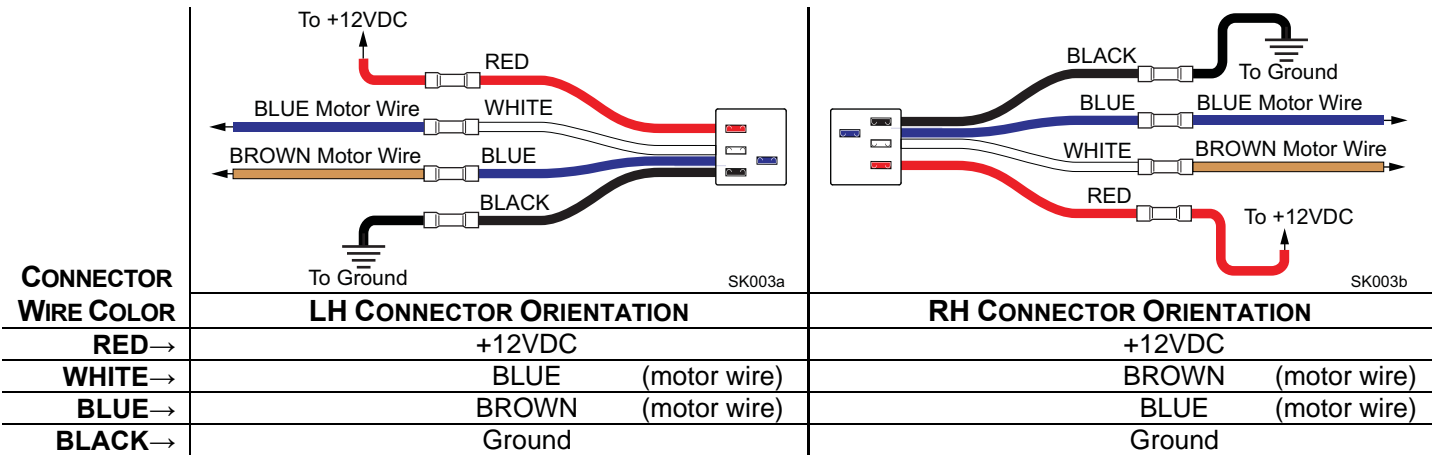 To +12VDC
RED
BLUE Motor Wire
WHITE
BROWN Motor Wire
BLUE
BLACK
To Ground
SK003a
BLACK
To Ground
BLUE
BLUE Motor Wire
WHITE
BROWN Motor Wire
RED
To +12VDC
SK003b
CONNECTOR
WIRE COLOR LH CONNECTOR ORIENTATION RH CONNECTOR ORIENTATION
RED→ +12VDC +12VDC
WHITE→ BLUE (motor wire) BROWN (motor wire)
BLUE→ BROWN (motor wire) BLUE (motor wire)
BLACK→ Ground Ground